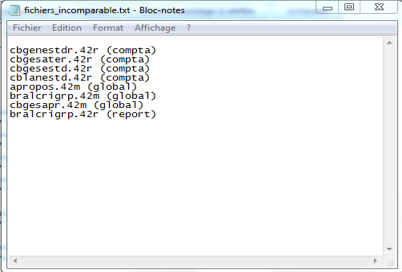 fichiers_incomparable.txt - Bloc-notes
Fichier Edition Format Affichage ?
cbgenestdr.42r (compta)
cbgesater.42r (compta)
cbgesestd.42r (compta)
cblanestd.42r (compta)
apropos.42m (global)
bralcrigrp.42m (global)
cbgesapr.42m (global)
bralcrigrp.42r (report)